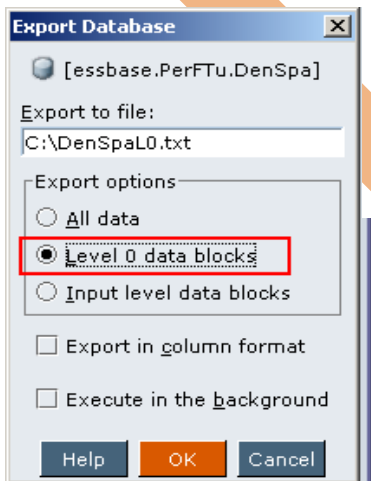 Export Database
[essbase.PerFTu.DenSpa]
Export to file:
C:\DenSpaL0.txt
Export options
All data
Level 0 data blocks
Input level data blocks
Export in column format
Execute in the background
Help OK Cancel